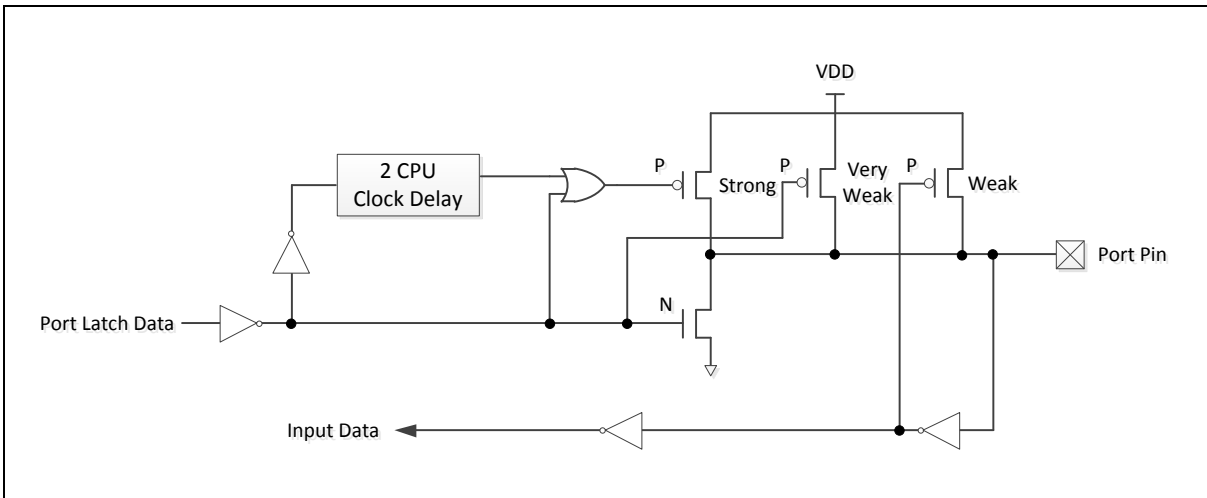 VDD
2 CPU
Clock Delay
P
Strong
P
Very
Weak
P
Weak
Port Pin
N
Port Latch Data
Input Data